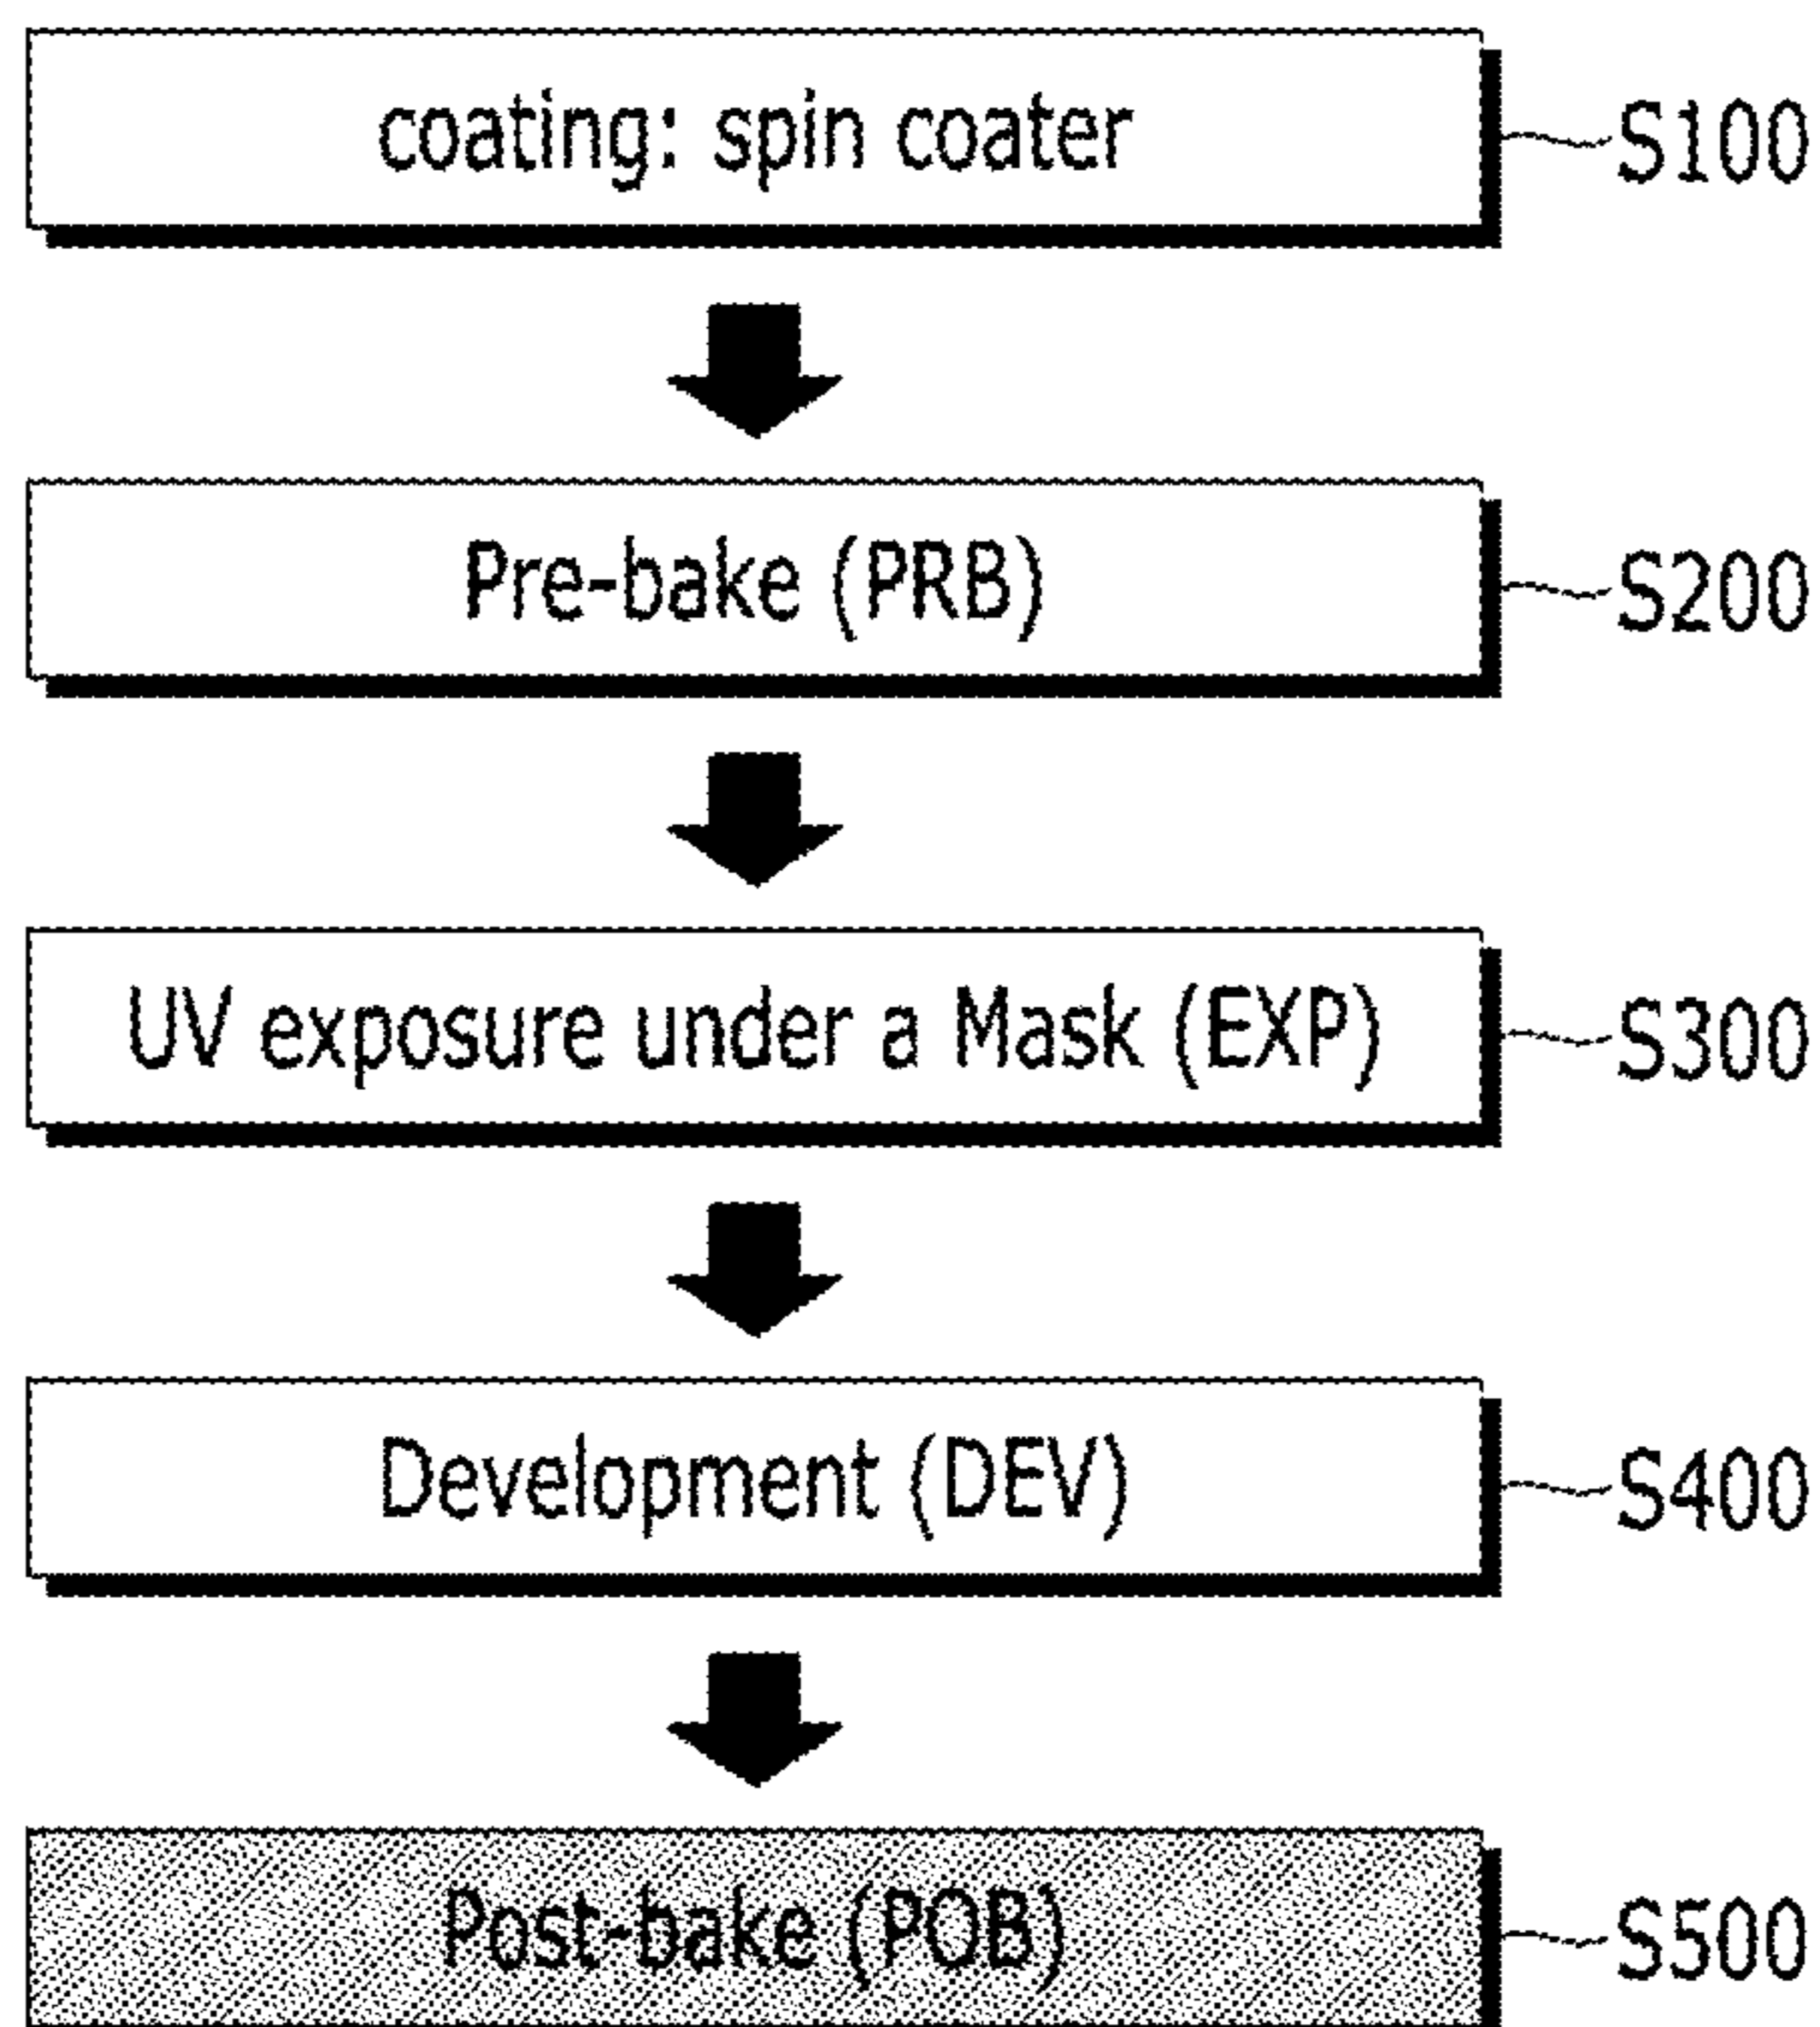 coating: spin coater S100
Pre-bake (PRB) S200
UV exposure under a Mask (EXP) S300
Development (DEV) S400
Post-bake (POB) S500